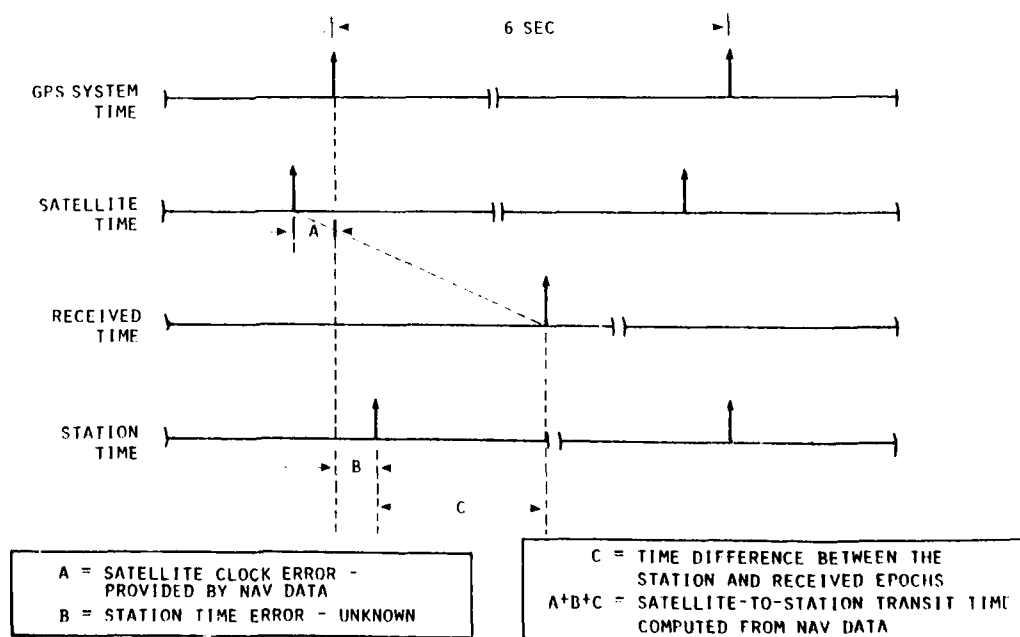 6 SEC
GPS SYSTEM
TIME
SATELLITE
TIME
A
RECEIVED
TIME
STATION
TIME
B
C
A = SATELLITE CLOCK ERROR -
PROVIDED BY NAV DATA
B = STATION TIME ERROR - UNKNOWN
C = TIME DIFFERENCE BETWEEN THE
STATION AND RECEIVED EPOCHS
A+B+C = SATELLITE-TO-STATION TRANSIT TIME
COMPUTED FROM NAV DATA